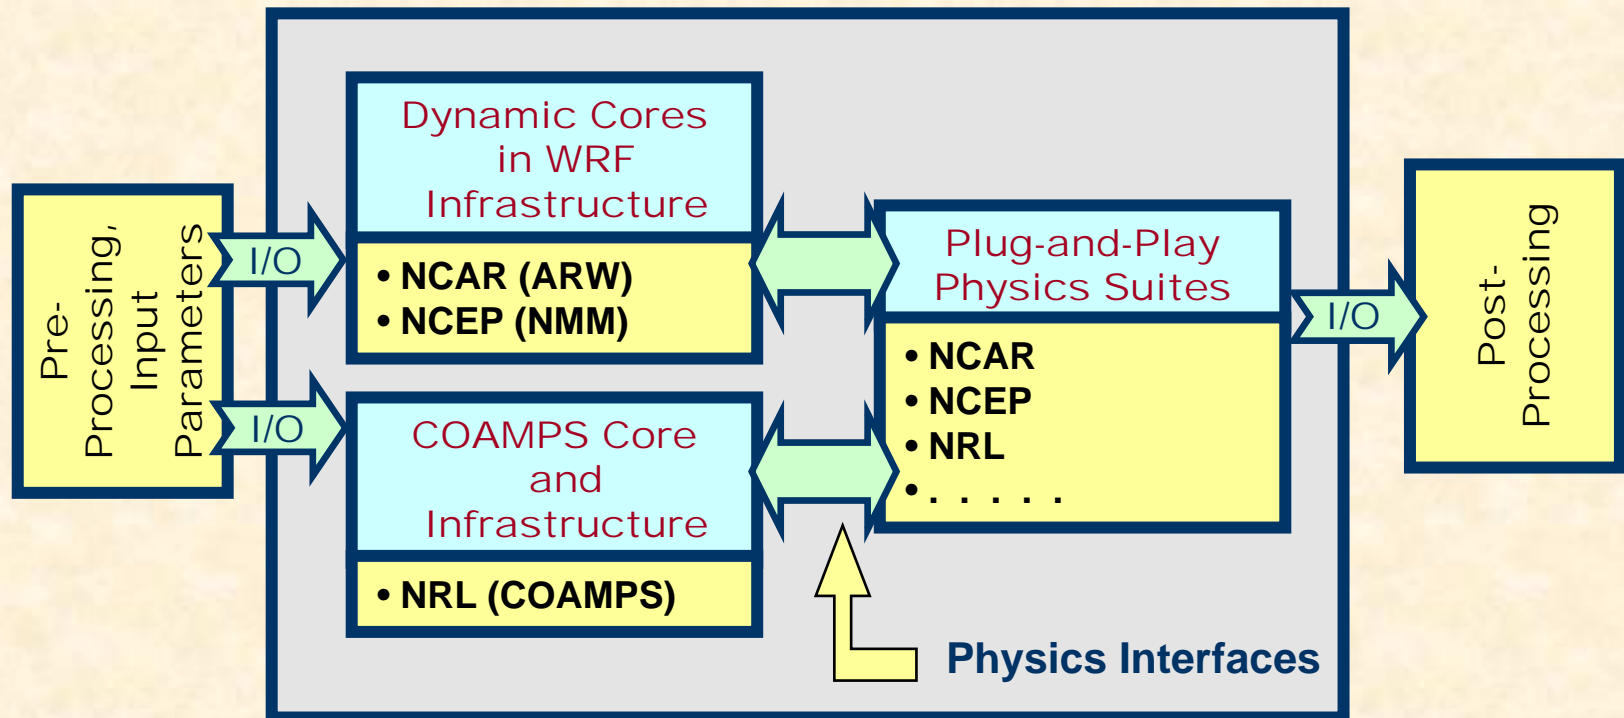 Pre-
Processing,
Input
Parameters
I/O
I/O
Dynamic Cores
in WRF
Infrastructure
• NCAR (ARW)
• NCEP (NMM)
COAMPS Core
and
Infrastructure
• NRL (COAMPS)
Plug-and-Play
Physics Suites
• NCAR
• NCEP
• NRL
• . . . . .
Physics Interfaces
I/O
Post-
Processing